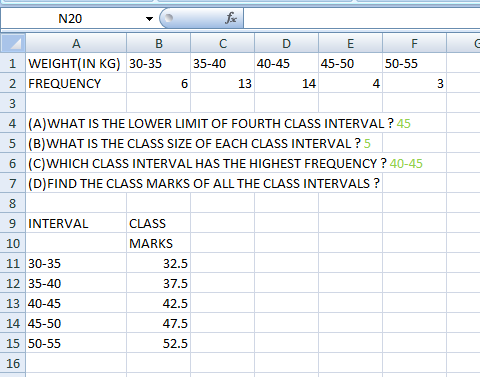 N20 fx
A B C D E F G
1 WEIGHT(IN KG) 30-35 35-40 40-45 45-50 50-55
2 FREQUENCY 6 13 14 4 3
3
4 (A)WHAT IS THE LOWER LIMIT OF FOURTH CLASS INTERVAL ? 45
5 (B)WHAT IS THE CLASS SIZE OF EACH CLASS INTERVAL ? 5
6 (C)WHICH CLASS INTERVAL HAS THE HIGHEST FREQUENCY ? 40-45
7 (D)FIND THE CLASS MARKS OF ALL THE CLASS INTERVALS ?
8
9 INTERVAL CLASS
10 MARKS
11 30-35 32.5
12 35-40 37.5
13 40-45 42.5
14 45-50 47.5
15 50-55 52.5
16